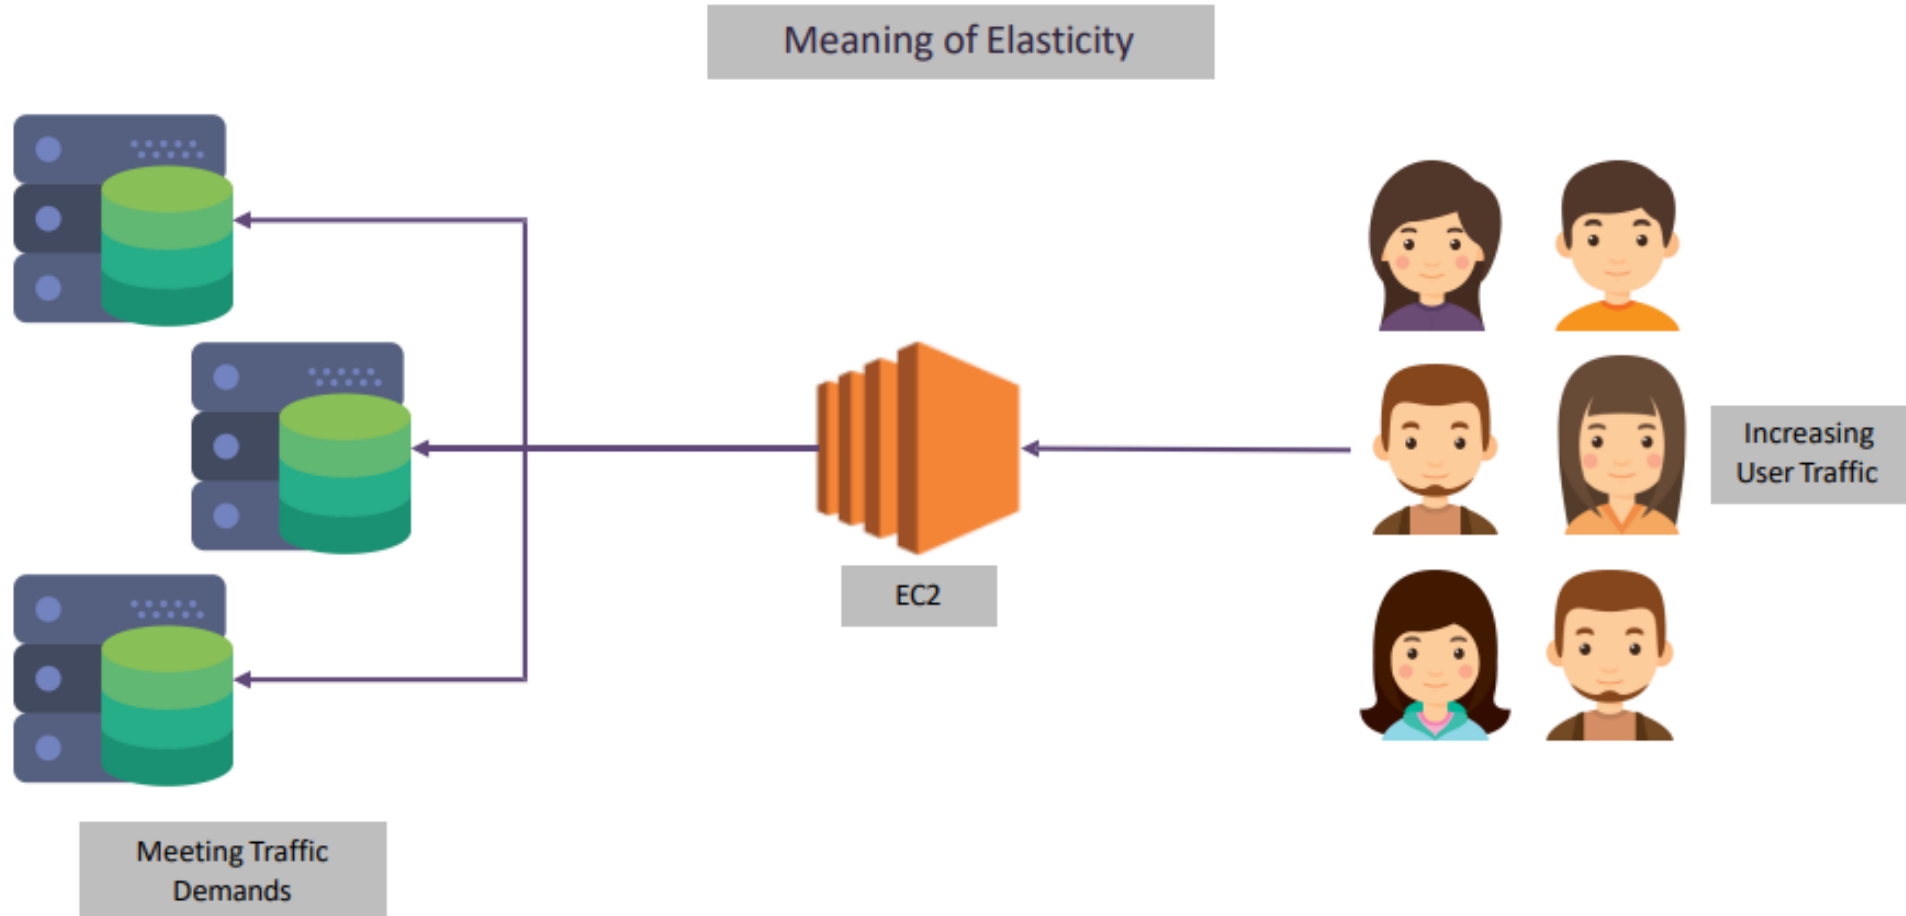 Meaning of Elasticity
Increasing
User Traffic
EC2
Meeting Traffic
Demands